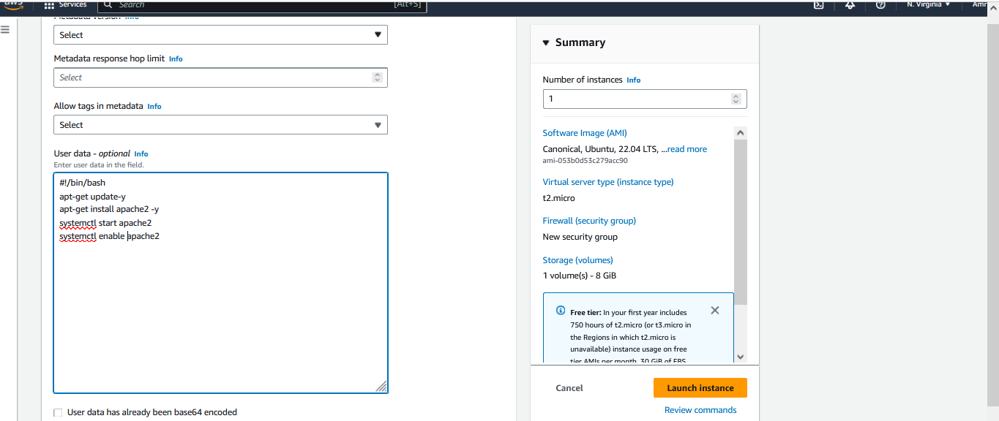 aws
Services
Search
[Alt+S]
N. Virginia
Metadata version Info
Select
Metadata response hop limit Info
Select
Allow tags in metadata Info
Select
User data - optional Info
Enter user data in the field.
#!/bin/bash
apt-get update-y
apt-get install apache2 -y
systemctl start apache2
systemctl enable apache2
User data has already been base64 encoded
Summary
Number of instances Info
1
Software Image (AMI)
Canonical, Ubuntu, 22.04 LTS, ...read more
ami-053b0d53c279acc90
Virtual server type (instance type)
t2.micro
Firewall (security group)
New security group
Storage (volumes)
1 volume(s) - 8 GiB
Free tier: In your first year includes
750 hours of t2.micro (or t3.micro in
the Regions in which t2.micro is
unavailable) instance usage on free
tier AMIs per month, 30 GiB of EBS
Cancel
Launch instance
Review commands